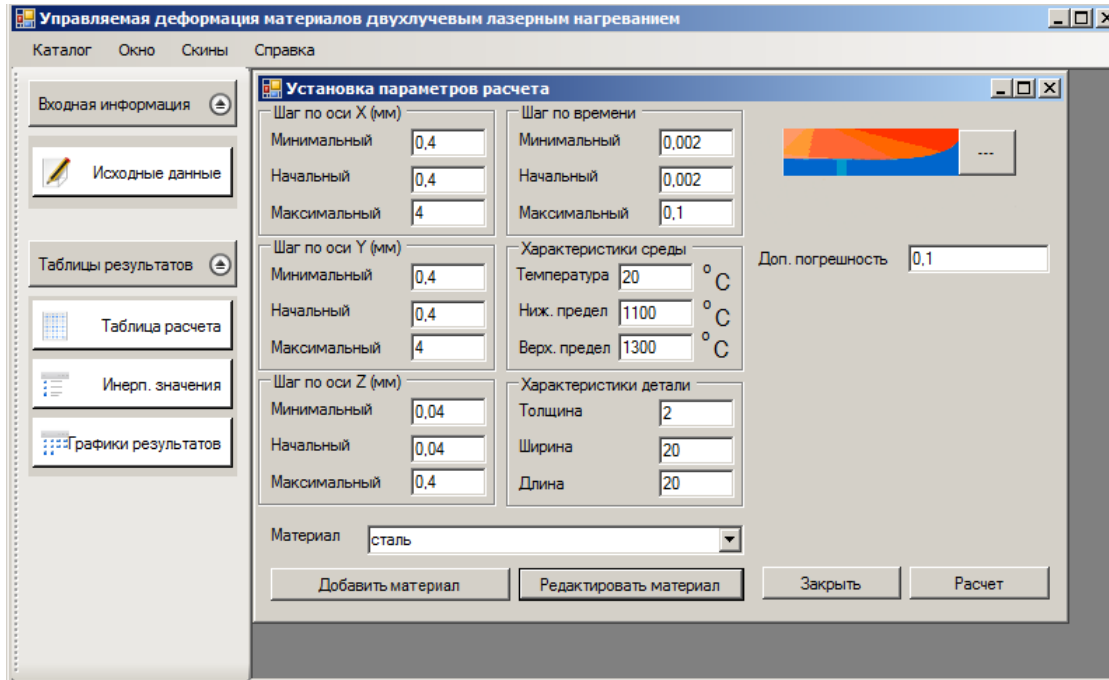 Управляемая деформация материалов двухлучевым лазерным нагреванием
Каталог Окно Скины Справка
Входная информация
Исходные данные
Таблицы результатов
Таблица расчета
Инерп. значения
Графики результатов
Установка параметров расчета
Шаг по оси X (мм)
Минимальный 0,4
Начальный 0,4
Максимальный 4
Шаг по оси Y (мм)
Минимальный 0,4
Начальный 0,4
Максимальный 4
Шаг по оси Z (мм)
Минимальный 0,04
Начальный 0,04
Максимальный 0,4
Шаг по времени
Минимальный 0,002
Начальный 0,002
Максимальный 0,1
Характеристики среды
Температура 20 °C
Ниж. предел 1100 °C
Верх. предел 1300 °C
Характеристики детали
Толщина 2
Ширина 20
Длина 20
---
Доп. погрешность 0,1
Материал сталь
Добавить материал Редактировать материал Закрыть Расчет